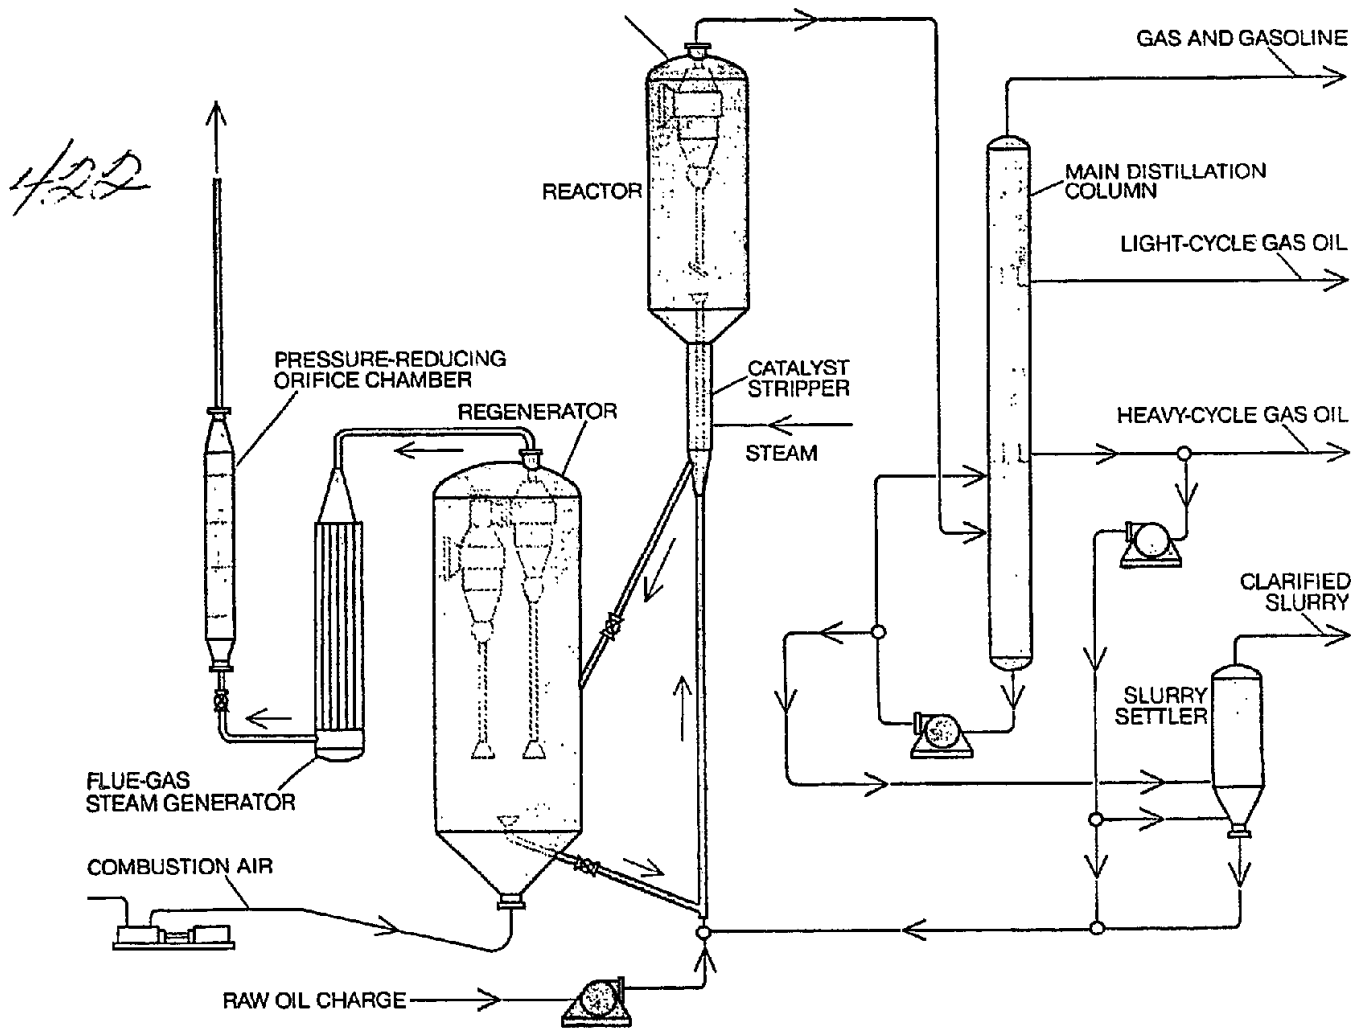 GAS AND GASOLINE
422
MAIN DISTILLATION
COLUMN
REACTOR
LIGHT-CYCLE GAS OIL
PRESSURE-REDUCING
ORIFICE CHAMBER
CATALYST
STRIPPER
REGENERATOR
HEAVY-CYCLE GAS OIL
STEAM
CLARIFIED
SLURRY
SLURRY
SETTLER
FLUE-GAS
STEAM GENERATOR
COMBUSTION AIR
RAW OIL CHARGE